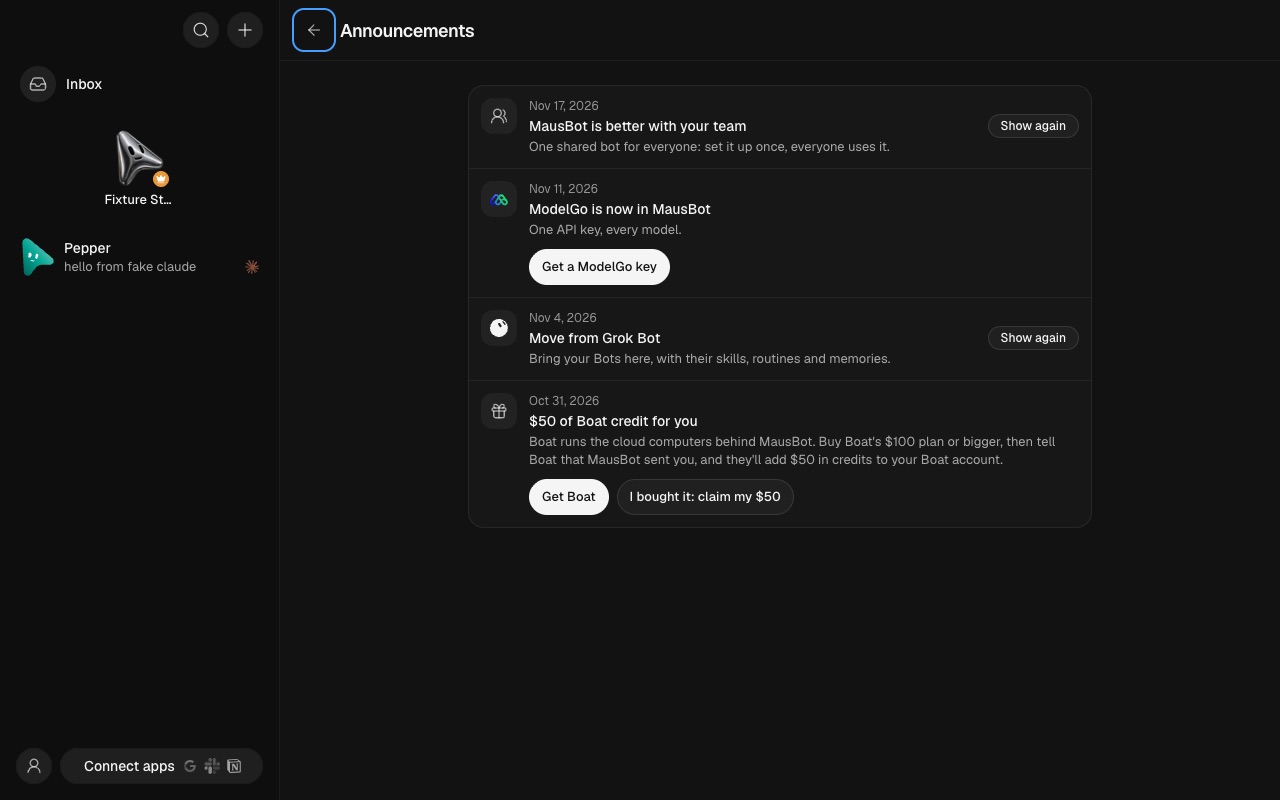 Announcements
Inbox
Fixture St...
Pepper
hello from fake claude
Connect apps
Nov 17, 2026
MausBot is better with your team
One shared bot for everyone: set it up once, everyone uses it.
Show again
Nov 11, 2026
ModelGo is now in MausBot
One API key, every model.
Get a ModelGo key
Nov 4, 2026
Move from Grok Bot
Bring your Bots here, with their skills, routines and memories.
Show again
Oct 31, 2026
$50 of Boat credit for you
Boat runs the cloud computers behind MausBot. Buy Boat's $100 plan or bigger, then tell
Boat that MausBot sent you, and they'll add $50 in credits to your Boat account.
Get Boat
I bought it: claim my $50